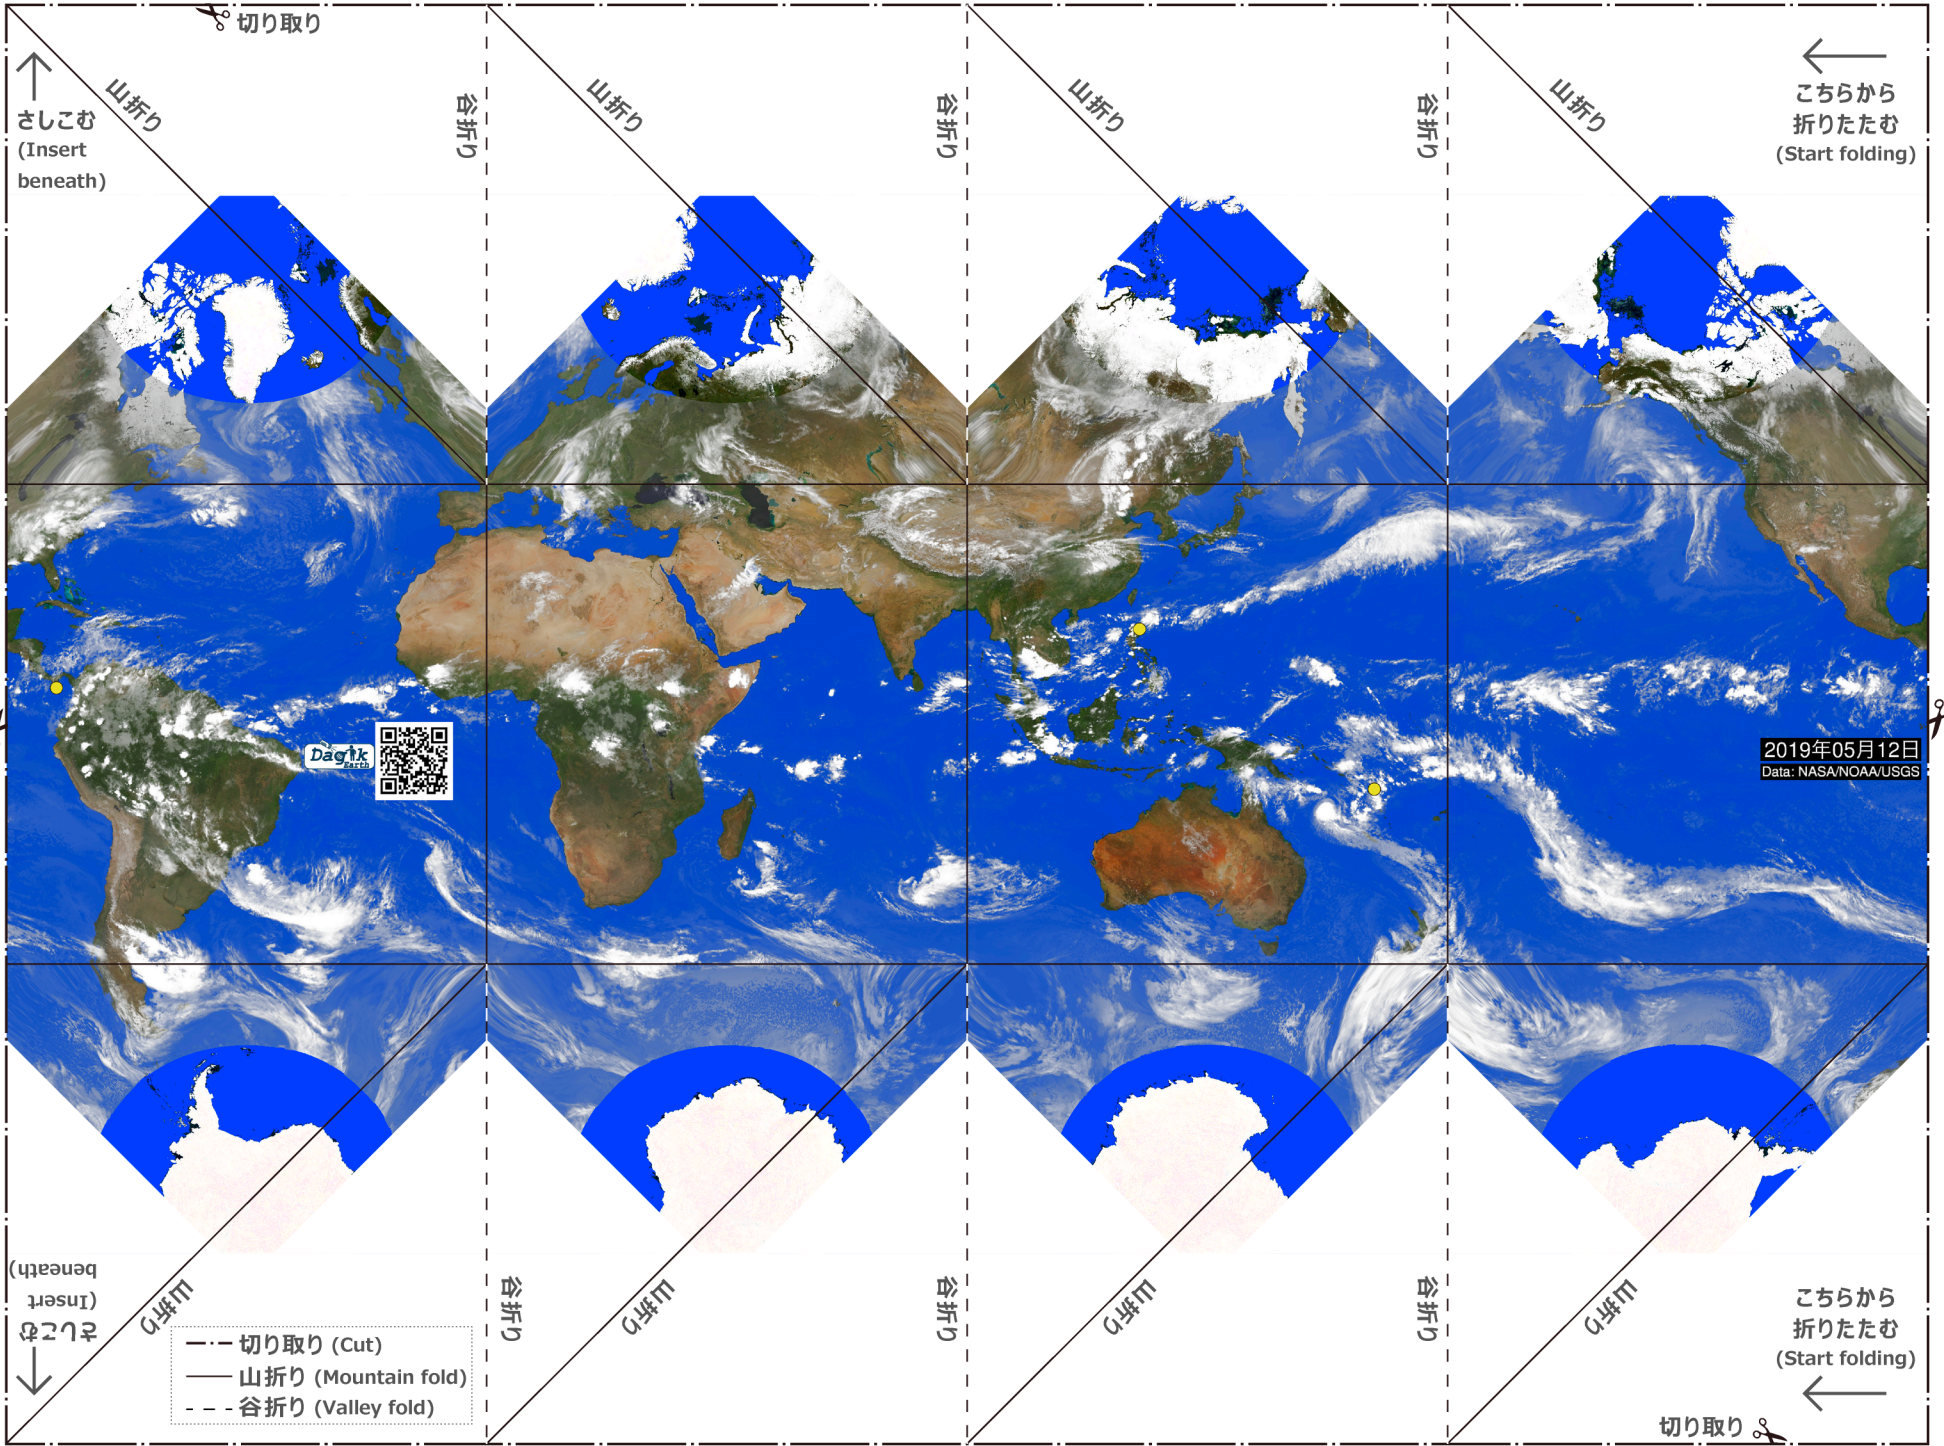 切り取り
山折り
谷折り
山折り
谷折り
山折り
谷折り
山折り
こちらから
折りたたむ
(Start folding)
さしこむ
(Insert
beneath)
Dagik
Earth
2019年05月12日
Data: NASA/NOAA/USGS
さしこむ
(Insert
beneath)
山折り
谷折り
山折り
谷折り
山折り
谷折り
山折り
こちらから
折りたたむ
(Start folding)
切り取り (Cut)
山折り (Mountain fold)
谷折り (Valley fold)
切り取り